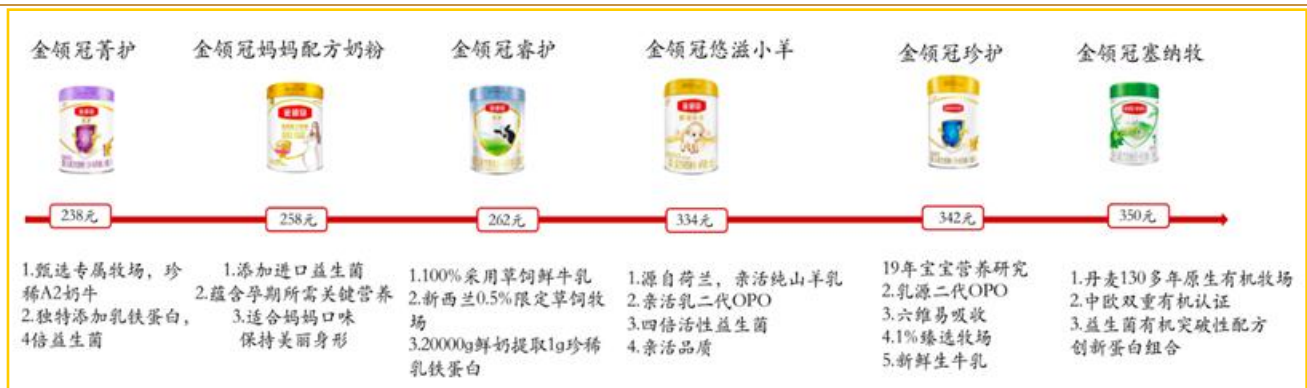 金领冠菁护
金领冠妈妈配方奶粉
金领冠睿护
金领冠悠滋小羊
金领冠珍护
金领冠塞纳牧
238元
258元
262元
334元
342元
350元
1.甄选专属牧场，珍
稀A2奶牛
2.独特添加乳铁蛋白，
4倍益生菌
1.添加进口益生菌
2.蕴含孕期所需关键营养
3.适合妈妈口味
保持美丽身形
1.100%采用草饲鲜牛乳
2.新西兰0.5%限定草饲牧
场
3.20000g鲜奶提取1g珍稀
乳铁蛋白
1.源自荷兰，亲活纯山羊乳
2.亲活乳二代OPO
3.四倍活性益生菌
4.亲活品质
19年宝宝营养研究
2.乳源二代OPO
3.六维易吸收
4.1%臻选牧场
5.新鲜生牛乳
1.丹麦130多年原生有机牧场
2.中欧双重有机认证
3.益生菌有机突破性配方
创新蛋白组合